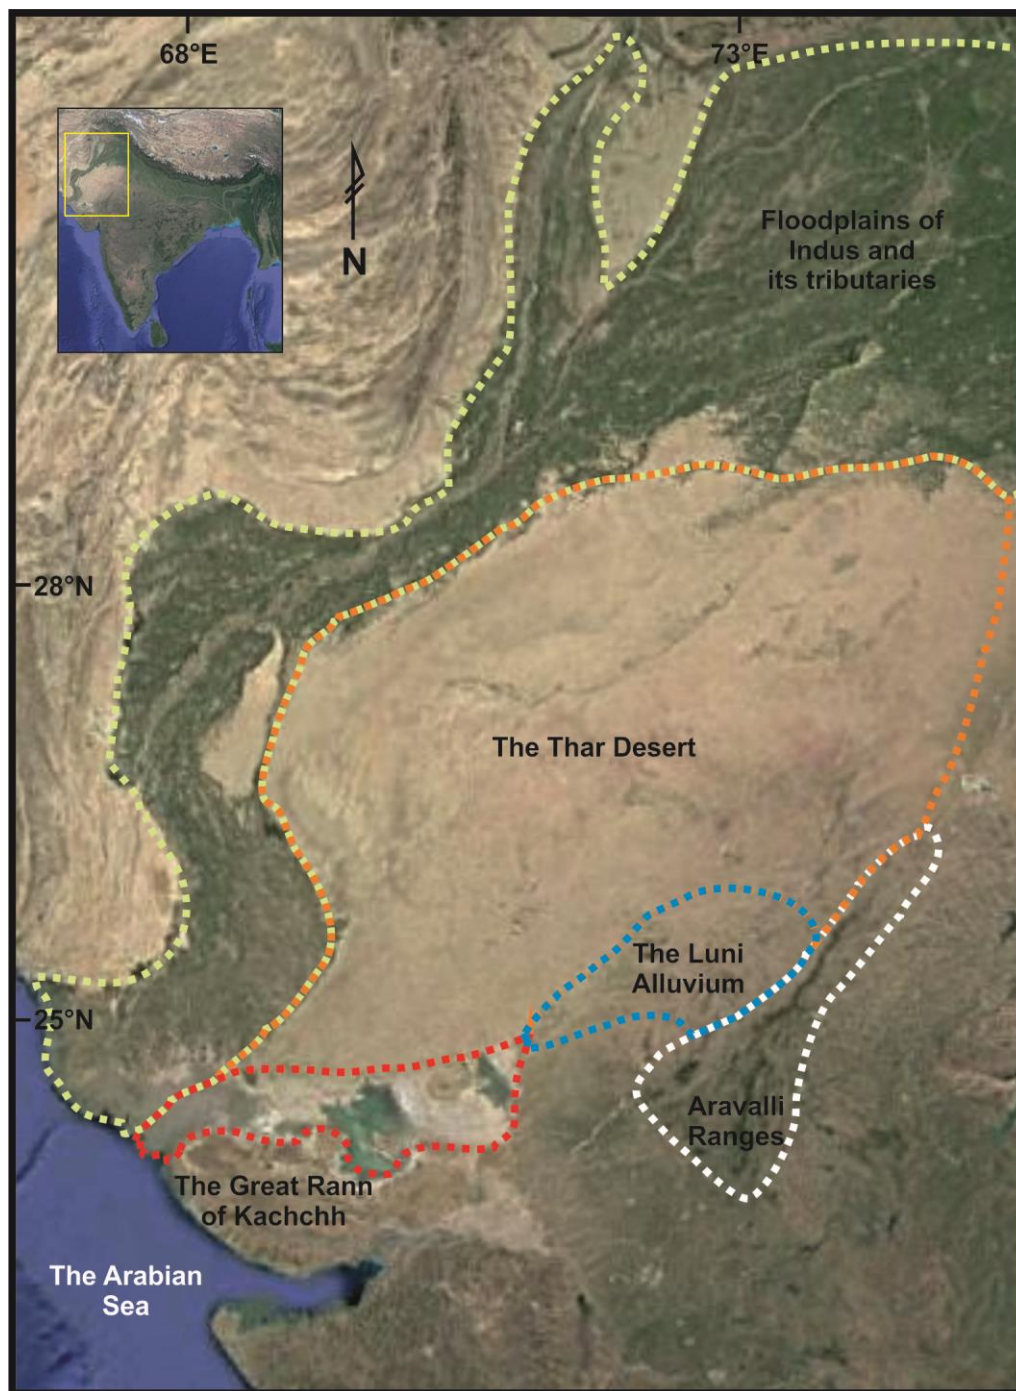 68°E
73°E
N
Floodplains of
Indus and
its tributaries
28°N
The Thar Desert
The Luni
Alluvium
25°N
Aravalli
Ranges
The Great Rann
of Kachchh
The Arabian
Sea